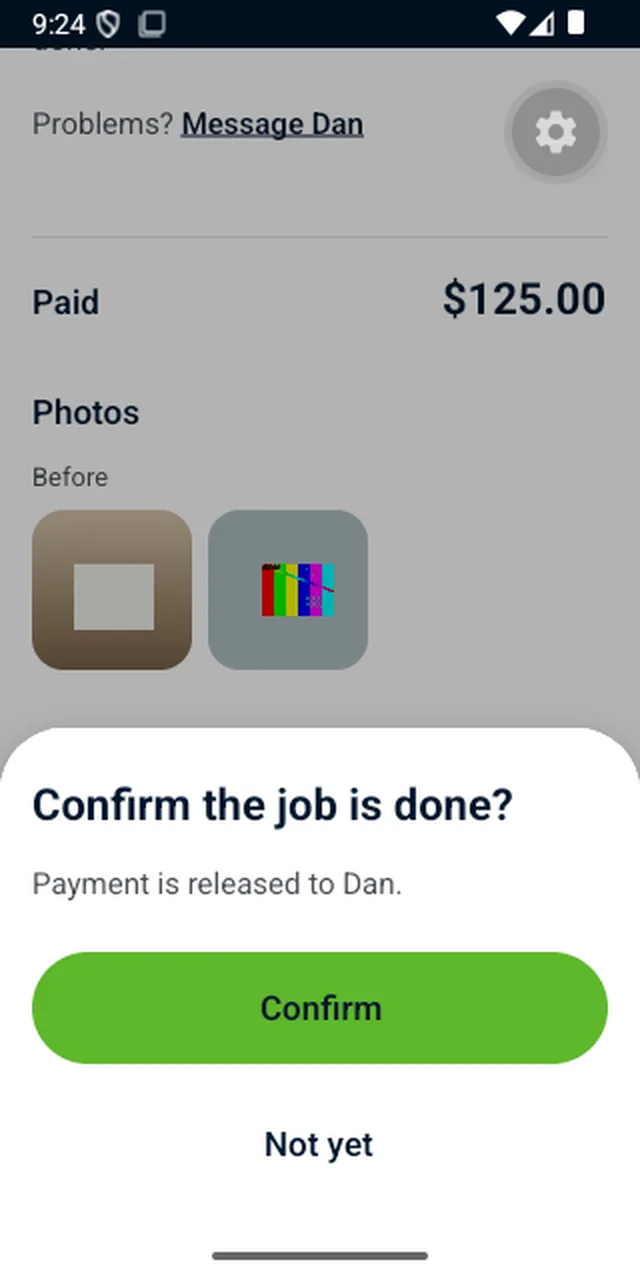 9:24
Problems? Message Dan
Paid
$125.00
Photos
Before
Confirm the job is done?
Payment is released to Dan.
Confirm
Not yet